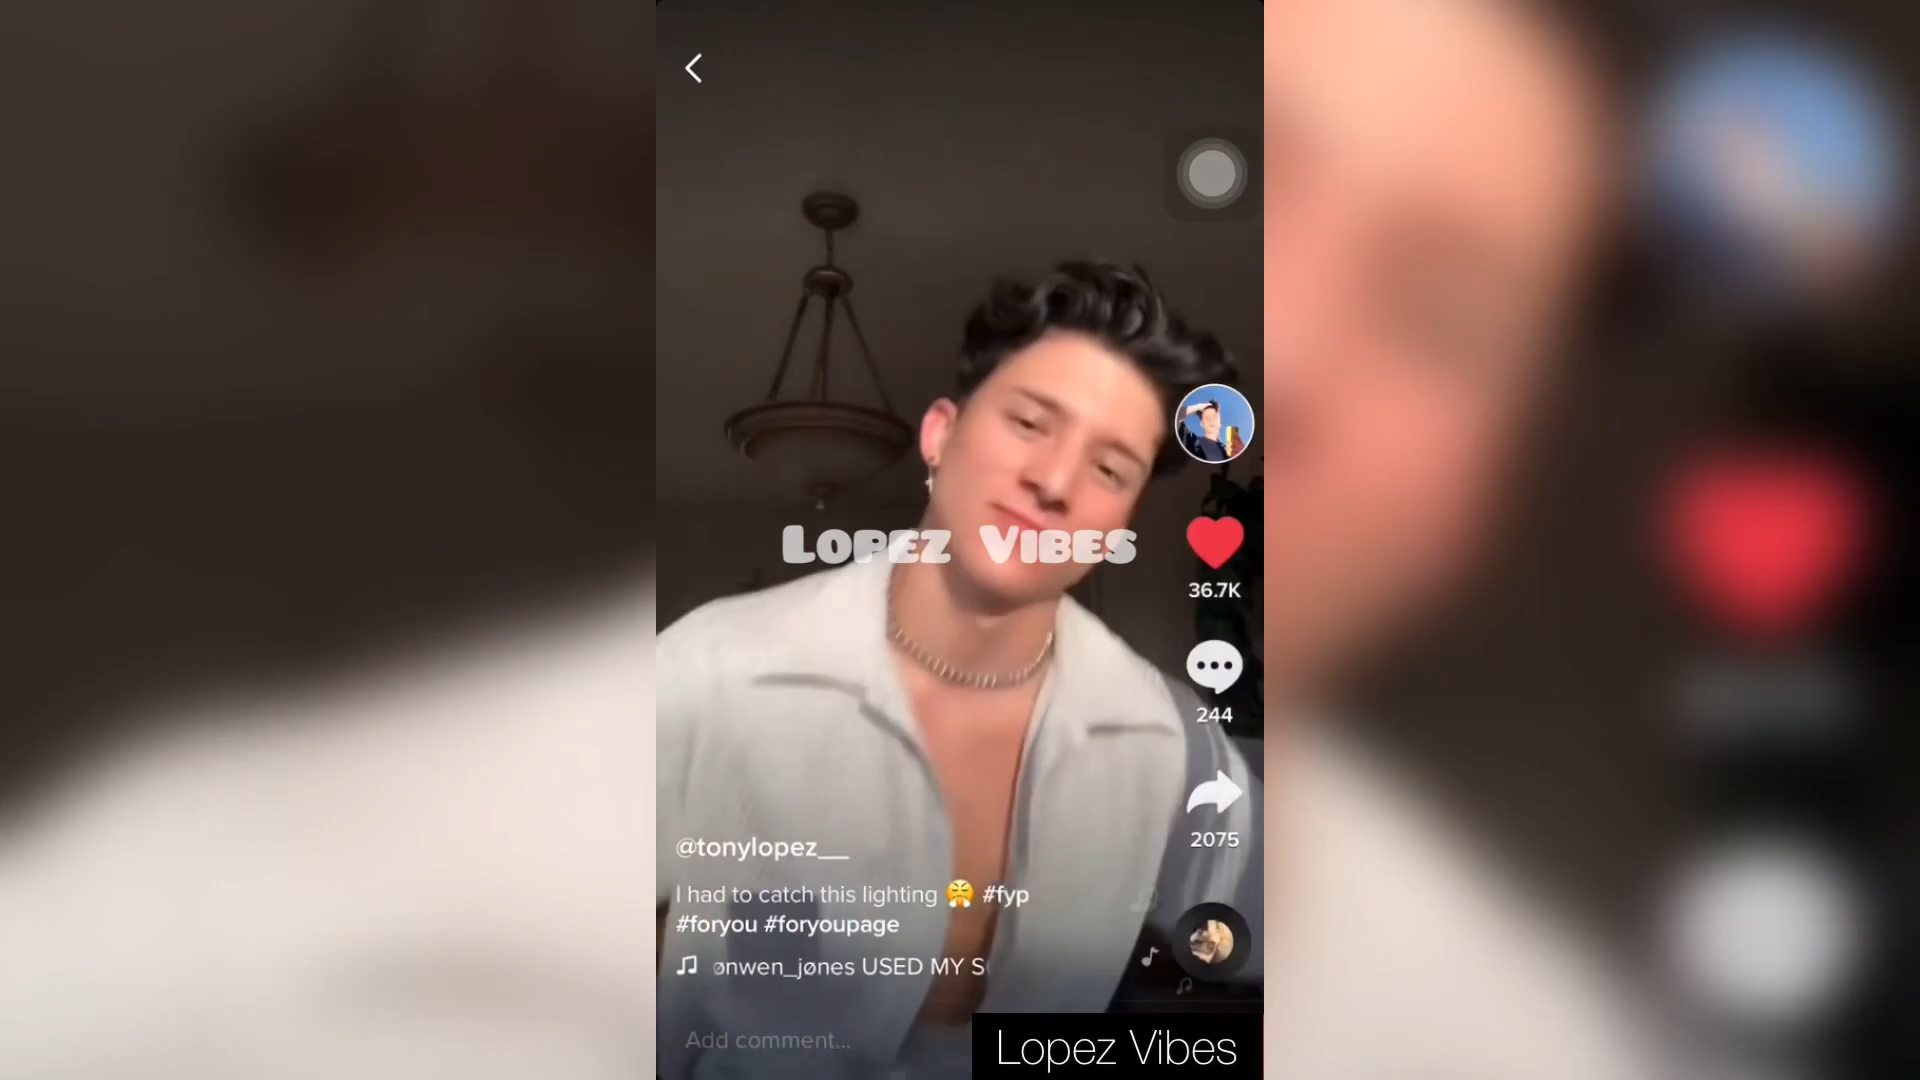 LOPEZ VIBES
36.7K
244
2075
@tonylopez__
I had to catch this lighting 😤 #fyp
#foryou #foryoupage
ønwen_jønes USED MY S
Add comment...
Lopez Vibes